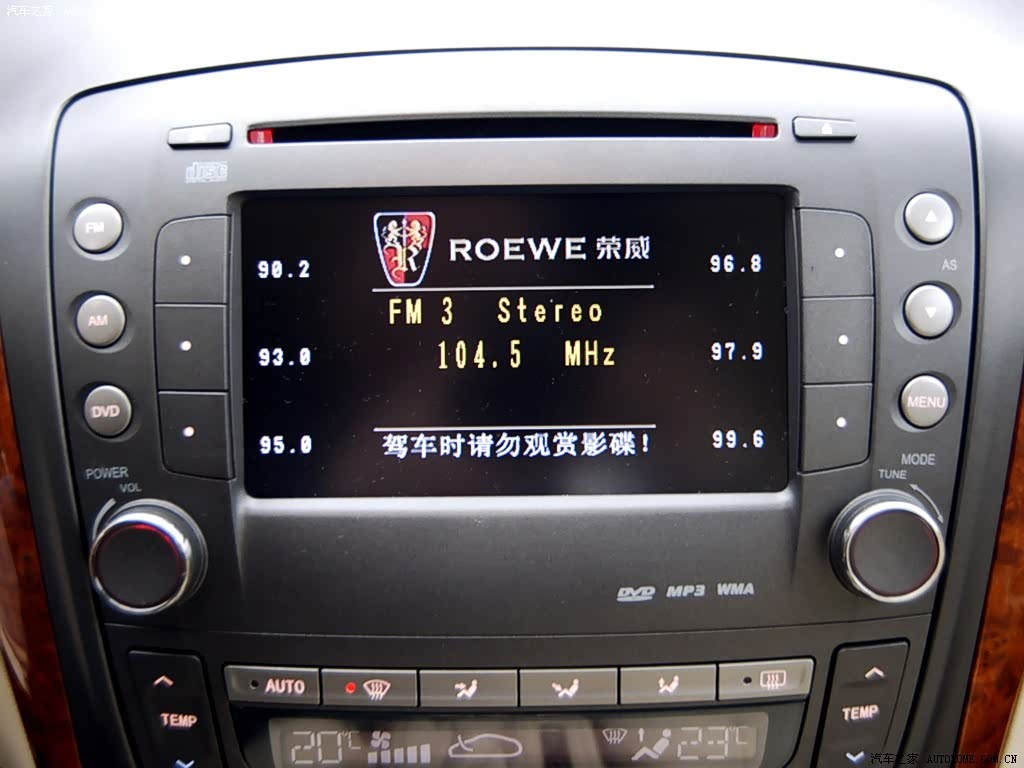 汽车之家
disc
FM
AM
DVD
POWER
VOL
90.2
93.0
95.0
ROEWE 荣威
FM 3 Stereo
104.5 MHz
驾车时请勿观赏影碟!
96.8
97.9
99.6
AS
MENU
MODE
TUNE
DVD MP3 WMA
AUTO
TEMP
TEMP
20℃
23℃
汽车之家 AUTOHOME.COM.CN